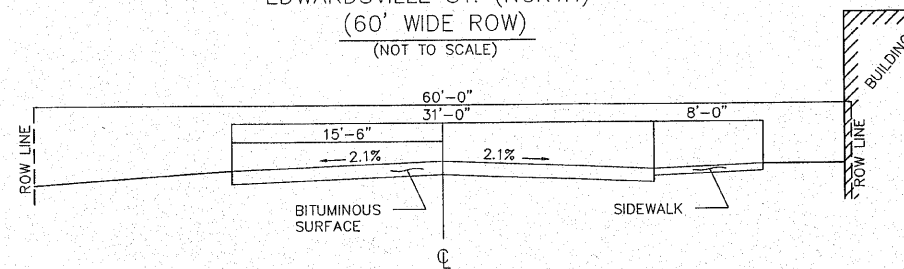 (60' WIDE ROW)
(NOT TO SCALE)
60'-0"
31'-0"
8'-0"
15'-6"
2.1%
2.1%
ROW LINE
ROW LINE
BUILDING
BITUMINOUS
SURFACE
SIDEWALK
℄